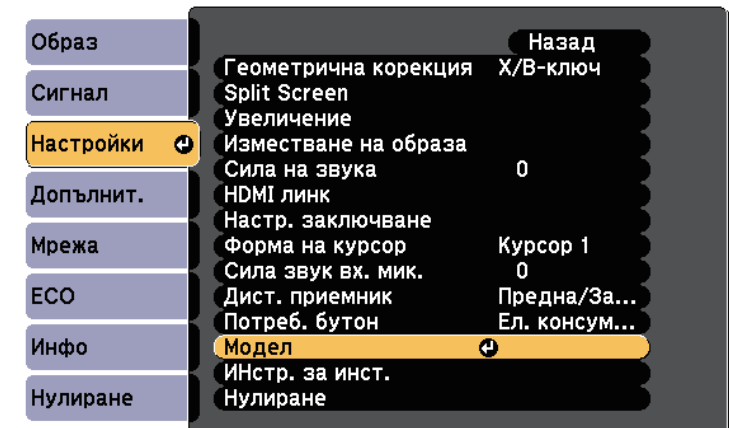 Образ
Сигнал
Настройки
Допълнит.
Мрежа
ECO
Инфо
Нулиране
Назад
Геометрична корекция Х/В-ключ
Split Screen
Увеличение
Изместване на образа
Сила на звука 0
HDMI линк
Настр. заключване
Форма на курсор Курсор 1
Сила звук вх. мик. 0
Дист. приемник Предна/За...
Потреб. бутон Ел. консум...
Модел
ИНстр. за инст.
Нулиране